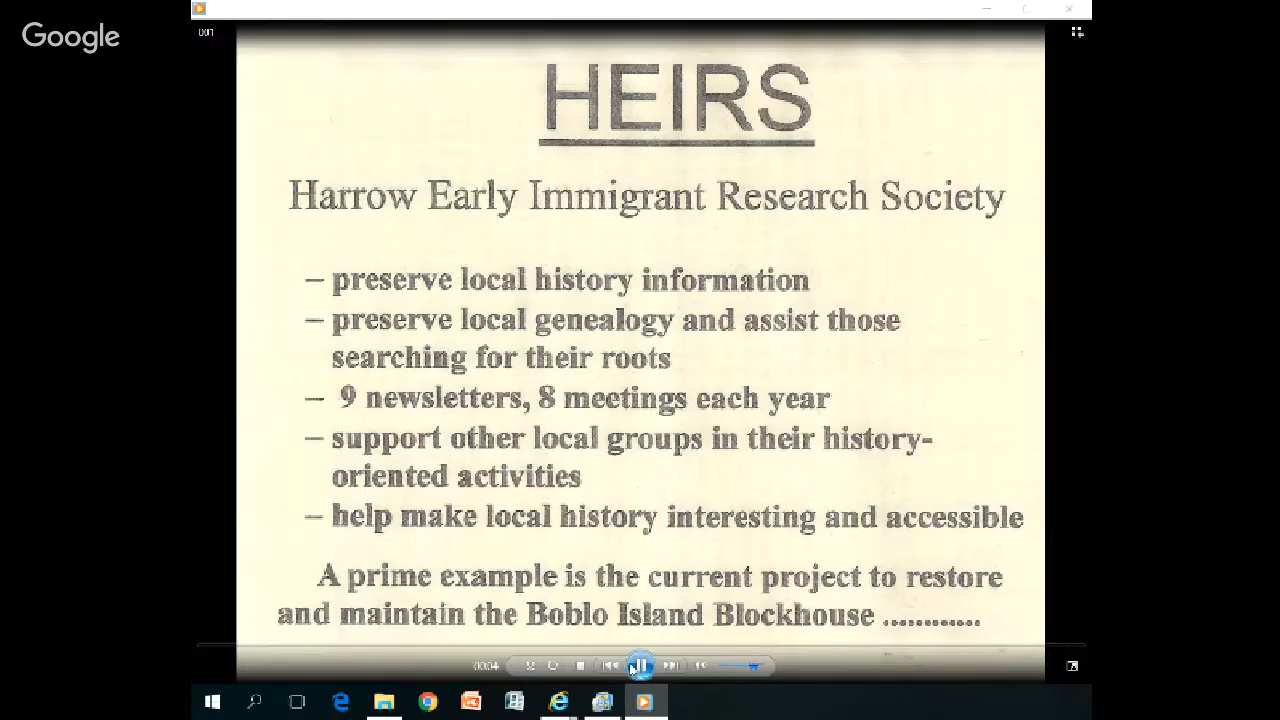 Google
001
HEIRS
Harrow Early Immigrant Research Society
– preserve local history information
– preserve local genealogy and assist those
searching for their roots
– 9 newsletters, 8 meetings each year
– support other local groups in their history-
oriented activities
– help make local history interesting and accessible
A prime example is the current project to restore
and maintain the Boblo Island Blockhouse ............
00:04